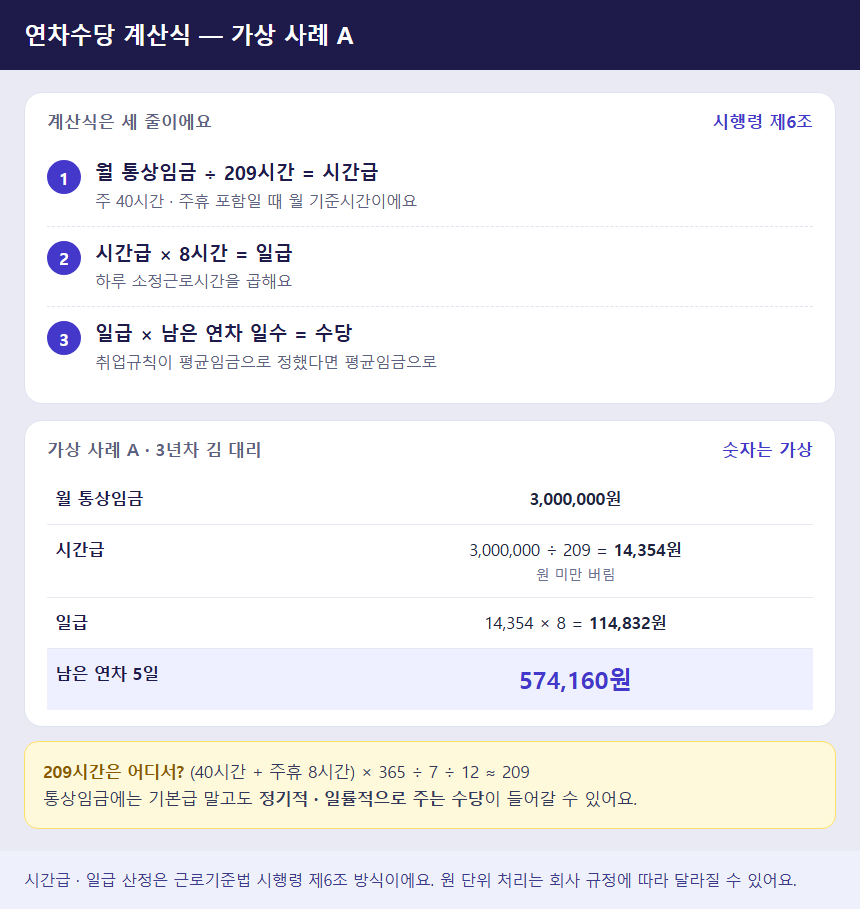 연차수당 계산식 — 가상 사례 A
계산식은 세 줄이에요
시행령 제6조
1
월 통상임금 ÷ 209시간 = 시간급
주 40시간 · 주휴 포함일 때 월 기준시간이에요
2
시간급 × 8시간 = 일급
하루 소정근로시간을 곱해요
3
일급 × 남은 연차 일수 = 수당
취업규칙이 평균임금으로 정했다면 평균임금으로
가상 사례 A · 3년차 김 대리
숫자는 가상
월 통상임금
3,000,000원
시간급
3,000,000 ÷ 209 = 14,354원
원 미만 버림
일급
14,354 × 8 = 114,832원
남은 연차 5일
574,160원
209시간은 어디서? (40시간 + 주휴 8시간) × 365 ÷ 7 ÷ 12 ≈ 209
통상임금에는 기본급 말고도 정기적 · 일률적으로 주는 수당이 들어갈 수 있어요.
시간급 · 일급 산정은 근로기준법 시행령 제6조 방식이에요. 원 단위 처리는 회사 규정에 따라 달라질 수 있어요.